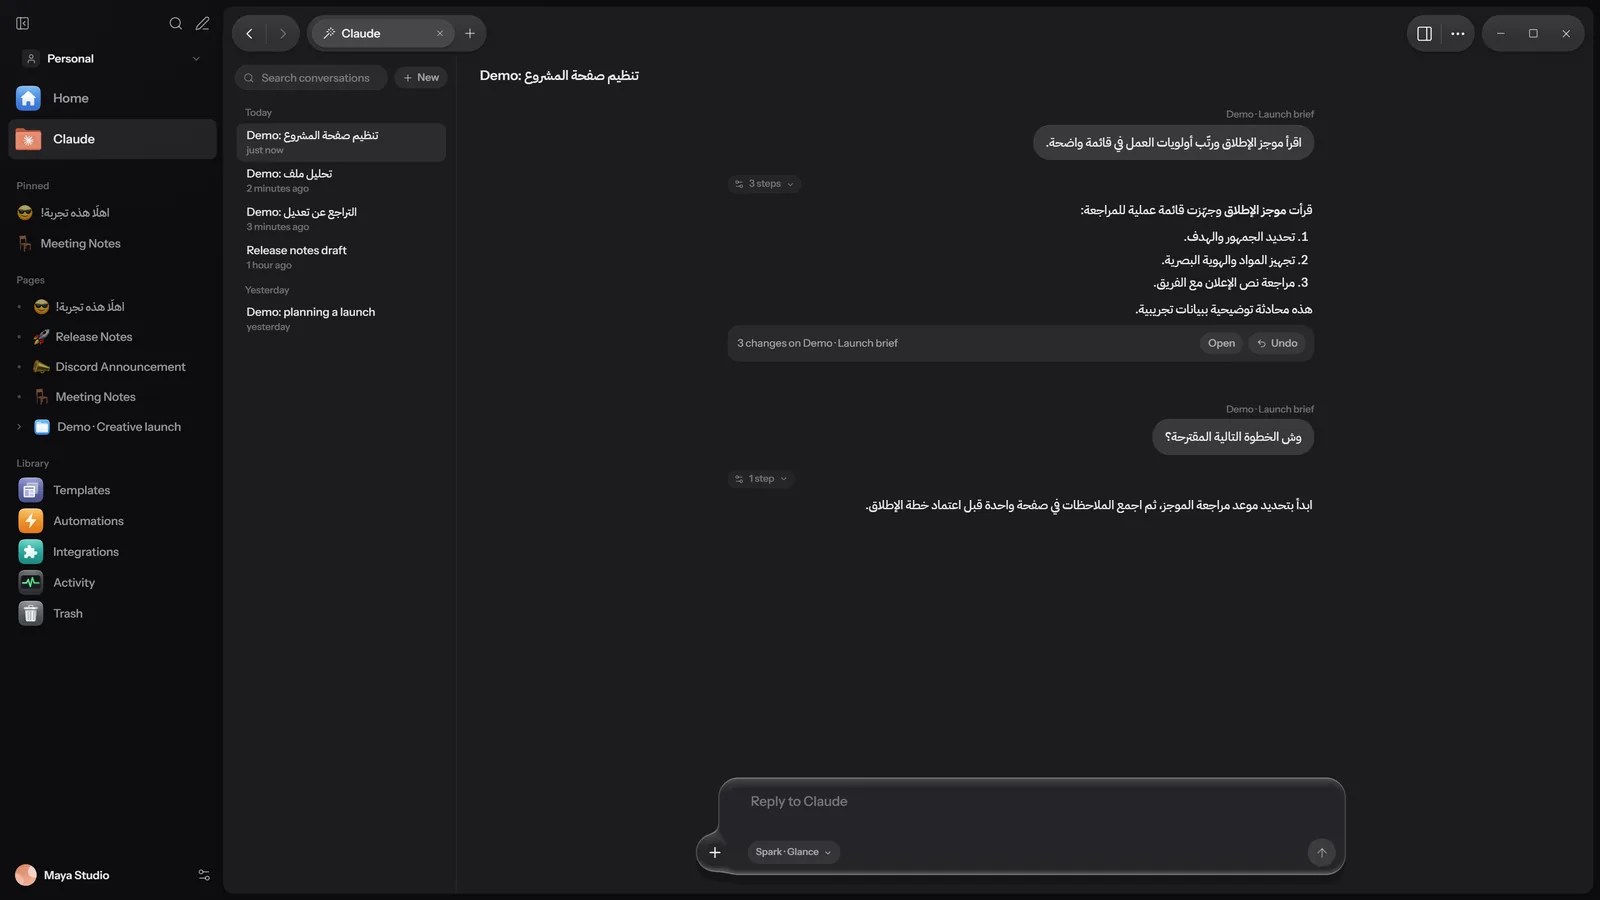 Personal
Home
Claude
Pinned
اهلًا هذه تجربة!
Meeting Notes
Pages
اهلًا هذه تجربة!
Release Notes
Discord Announcement
Meeting Notes
Demo · Creative launch
Library
Templates
Automations
Integrations
Activity
Trash
Maya Studio
Claude
Search conversations
New
Today
Demo: تنظيم صفحة المشروع
just now
Demo: تحليل ملف
2 minutes ago
Demo: التراجع عن تعديل
3 minutes ago
Release notes draft
1 hour ago
Yesterday
Demo: planning a launch
yesterday
Demo: تنظيم صفحة المشروع
Demo · Launch brief
اقرأ موجز الإطلاق ورتّب أولويات العمل في قائمة واضحة.
3 steps
قرأت موجز الإطلاق وجهّزت قائمة عملية للمراجعة:
1. تحديد الجمهور والهدف.
2. تجهيز المواد والهوية البصرية.
3. مراجعة نص الإعلان مع الفريق.
هذه محادثة توضيحية ببيانات تجريبية.
3 changes on Demo · Launch brief
Open
Undo
Demo · Launch brief
وش الخطوة التالية المقترحة؟
1 step
ابدأ بتحديد موعد مراجعة الموجز، ثم اجمع الملاحظات في صفحة واحدة قبل اعتماد خطة الإطلاق.
Reply to Claude
Spark · Glance